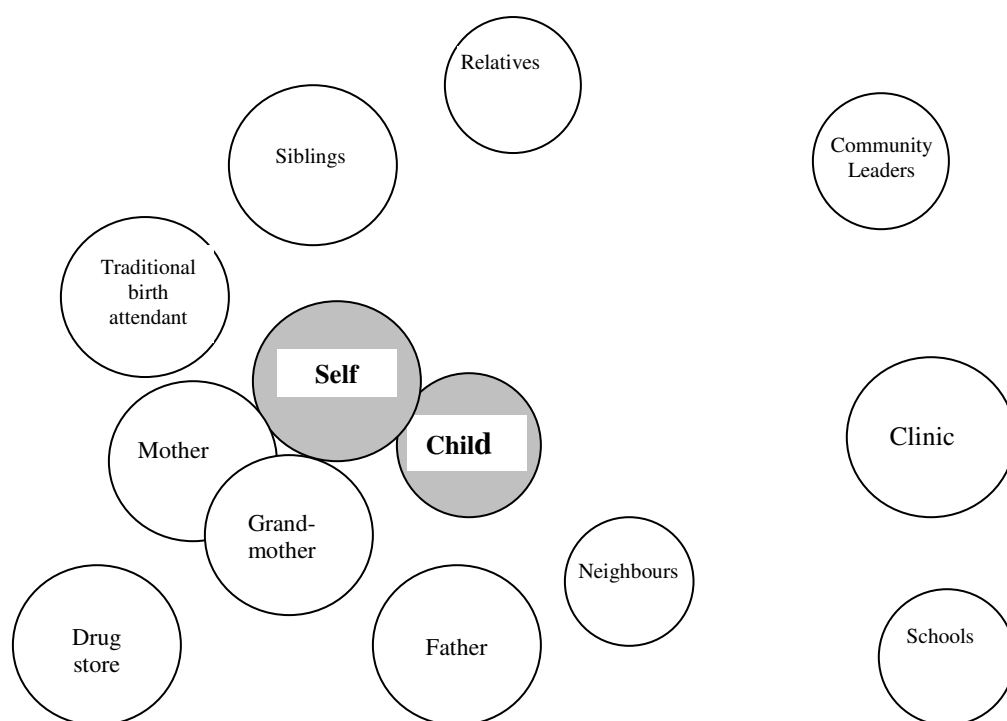 Relatives
Siblings
Community
Leaders
Traditional
birth
attendant
Self
Child
Clinic
Mother
Grand-
mother
Neighbours
Drug
store
Father
Schools